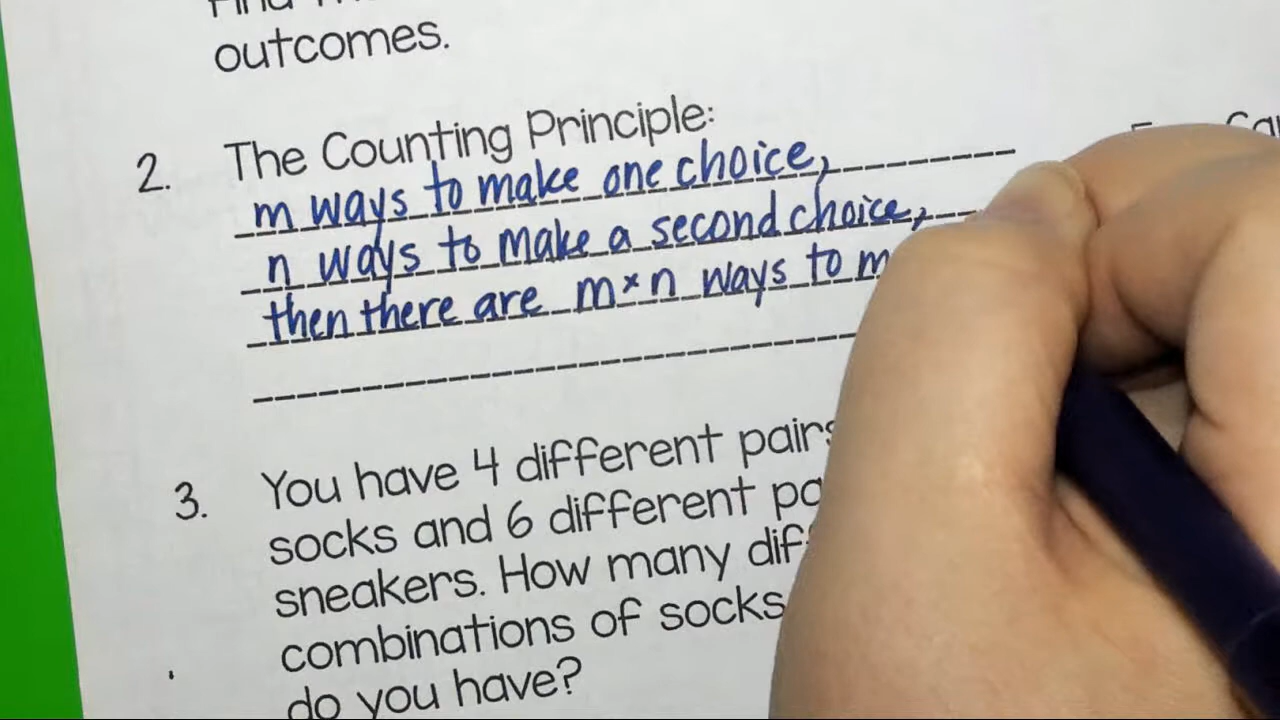 outcomes.
2. The Counting Principle:
m ways to make one choice,
n ways to make a second choice,
then there are m × n ways to m
3. You have 4 different pairs
socks and 6 different pa
sneakers. How many dif
combinations of socks
do you have?